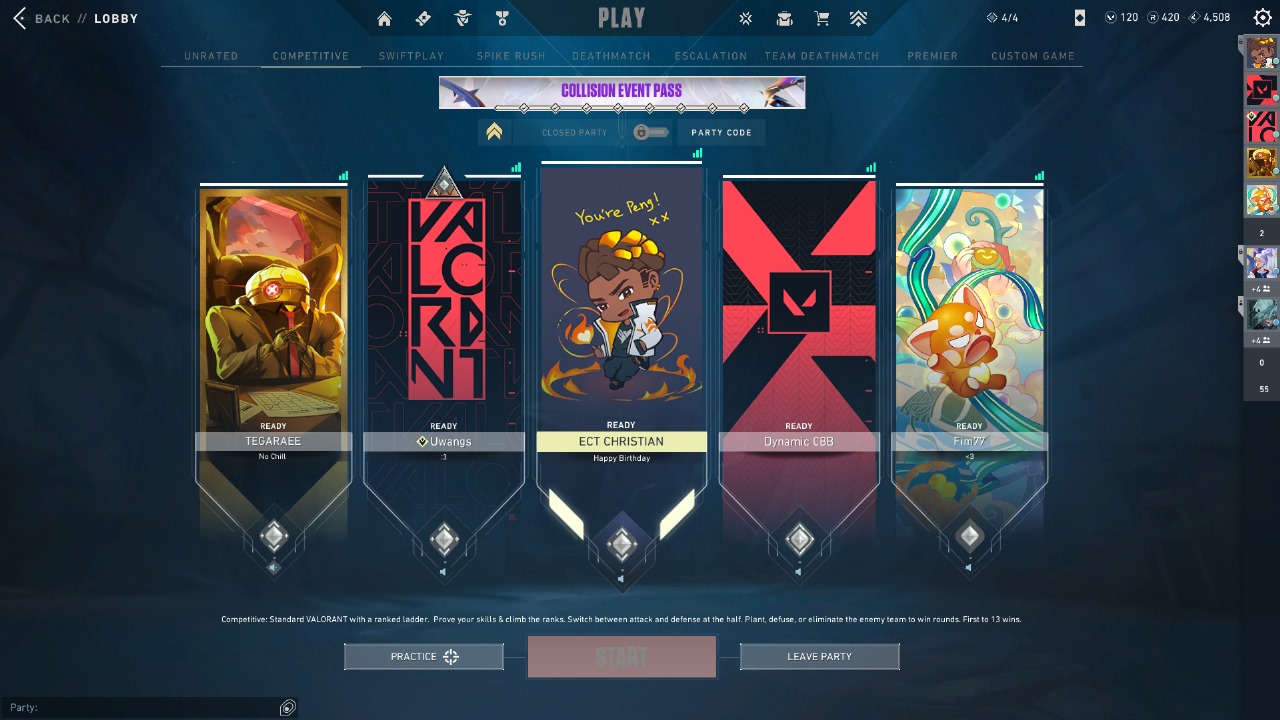 BACK // LOBBY
PLAY
4/4
120
420
4,508
UNRATED
COMPETITIVE
SWIFTPLAY
SPIKE RUSH
DEATHMATCH
ESCALATION
TEAM DEATHMATCH
PREMIER
CUSTOM GAME
COLLISION EVENT PASS
CLOSED PARTY
PARTY CODE
READY
TEGARAEE
No Chill
VALORANT
READY
Uwangs
:3
You're Peng!
xx
READY
ECT CHRISTIAN
Happy Birthday
READY
Dynamic CBB
READY
Fim77
<3
2
+4
+4
0
55
Competitive: Standard VALORANT with a ranked ladder. Prove your skills & climb the ranks. Switch between attack and defense at the half. Plant, defuse, or eliminate the enemy team to win rounds. First to 13 wins.
PRACTICE
START
LEAVE PARTY
Party: